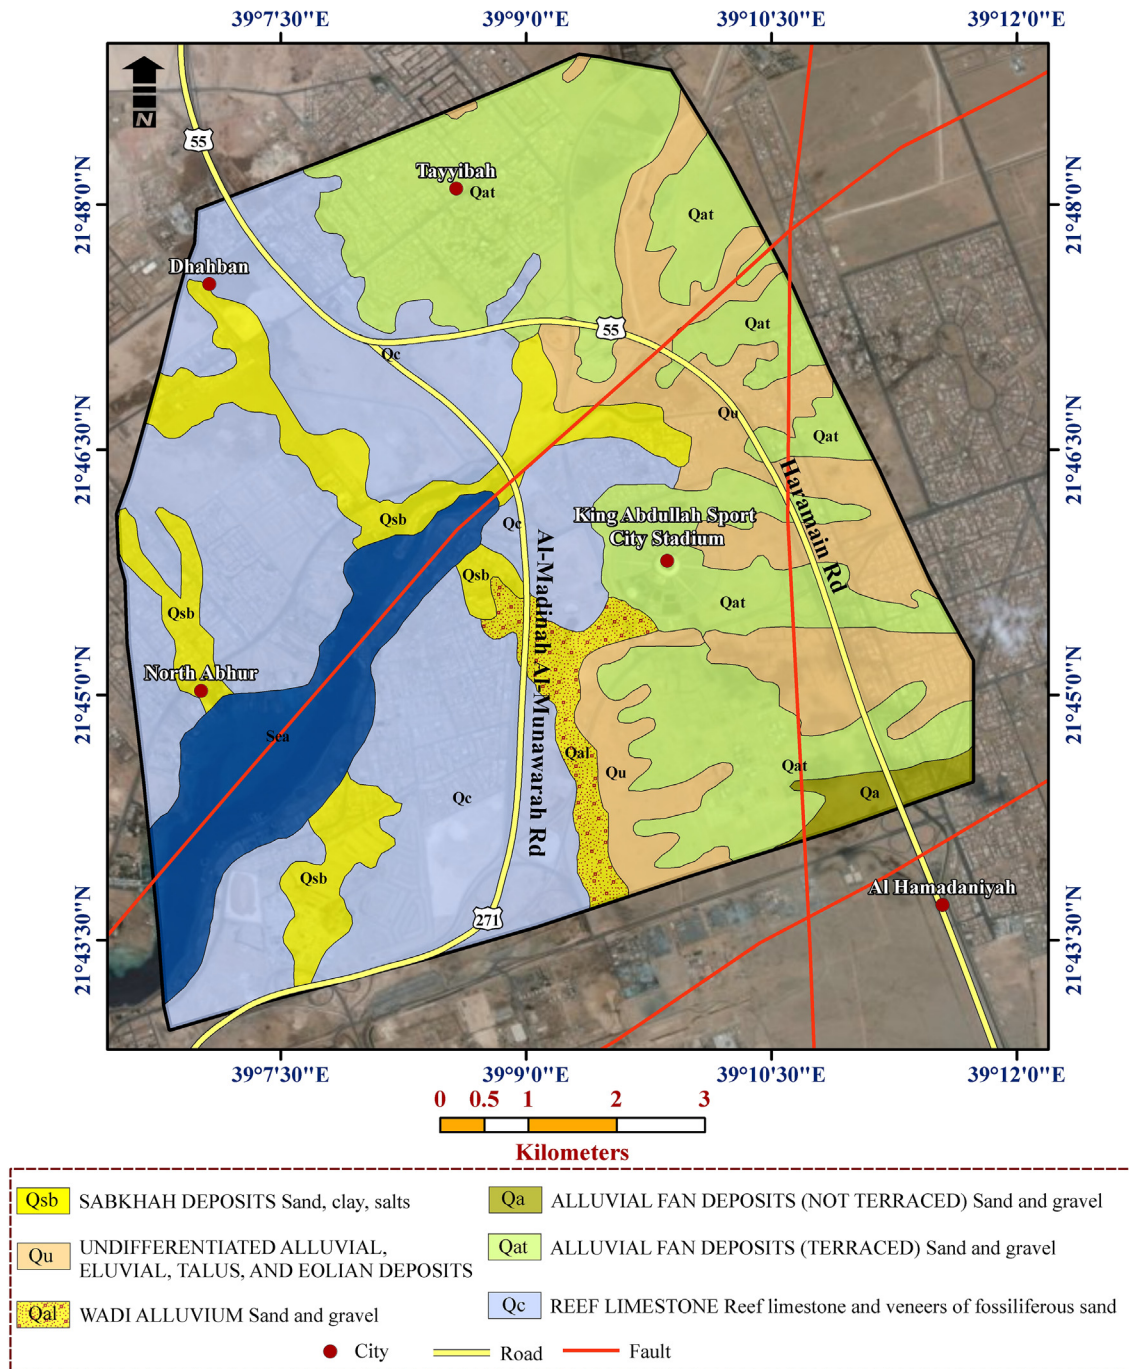 39°7'30"E
39°9'0"E
39°10'30"E
39°12'0"E
N
55
Tayyibah
Qat
Qat
21°48'0"N
21°48'0"N
Dhahban
55
Qat
Qc
Qu
Qat
21°46'30"N
21°46'30"N
Haramain Rd
Qsb
Qc
King Abdullah Sport
City Stadium
Al-Madinah Al-Munawarah Rd
Qsb
Qsb
Qat
North Abhur
21°45'0"N
21°45'0"N
Sea
Qal
Qu
Qat
Qc
Qa
Qsb
Al Hamadaniyah
271
21°43'30"N
21°43'30"N
39°7'30"E
39°9'0"E
39°10'30"E
39°12'0"E
0 0.5 1 2 3
Kilometers
Qsb SABKHAH DEPOSITS Sand, clay, salts
Qa ALLUVIAL FAN DEPOSITS (NOT TERRACED) Sand and gravel
Qu UNDIFFERENTIATED ALLUVIAL,
ELUVIAL, TALUS, AND EOLIAN DEPOSITS
Qat ALLUVIAL FAN DEPOSITS (TERRACED) Sand and gravel
Qal WADI ALLUVIUM Sand and gravel
Qc REEF LIMESTONE Reef limestone and veneers of fossiliferous sand
City
Road
Fault